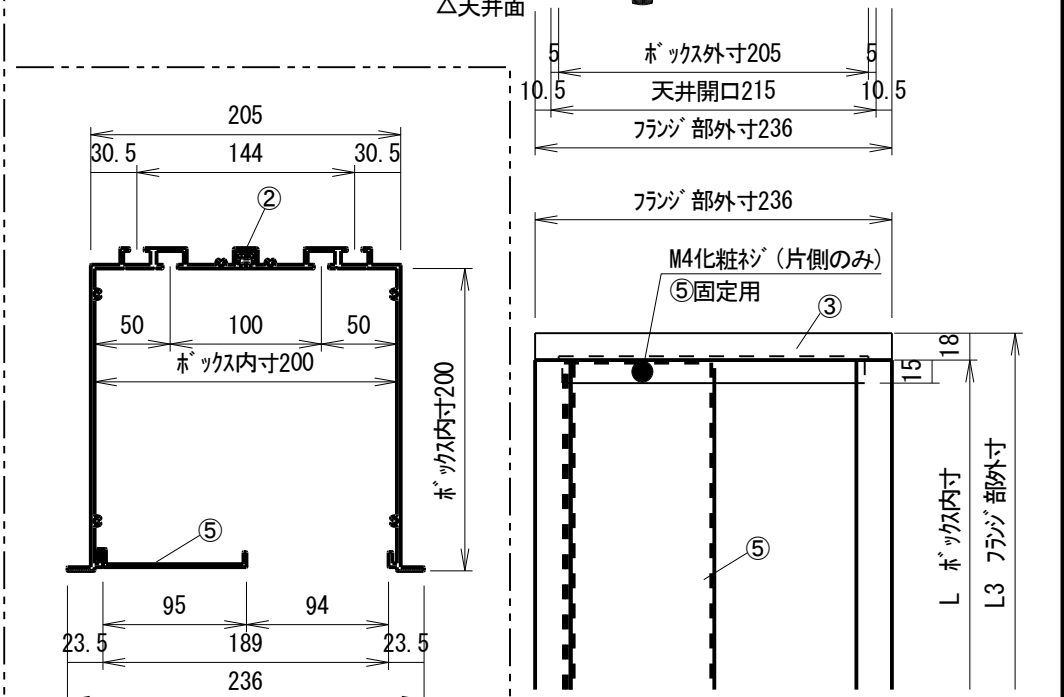 △天井面
5 ボックス外寸205 5
10.5 天井開口215 10.5
フランジ部外寸236
205
30.5 144 30.5
②
50 100 50
ボックス内寸200
ボックス内寸200
⑤
95 94
23.5 189 23.5
236
フランジ部外寸236
M4化粧ネジ(片側のみ)
⑤固定用
③
18
15
⑤
L ボックス内寸
L3 フランジ部外寸